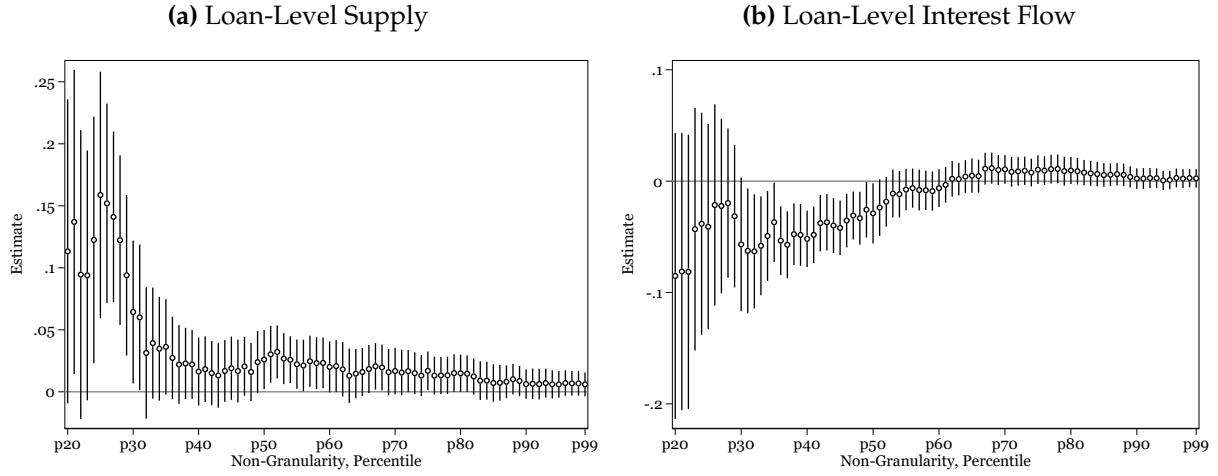 (a) Loan-Level Supply
.25
.2
.15
.1
.05
0
Estimate
p20 p30 p40 p50 p60 p70 p80 p90 p99
Non-Granularity, Percentile
(b) Loan-Level Interest Flow
.1
0
-.1
-.2
Estimate
p20 p30 p40 p50 p60 p70 p80 p90 p99
Non-Granularity, Percentile